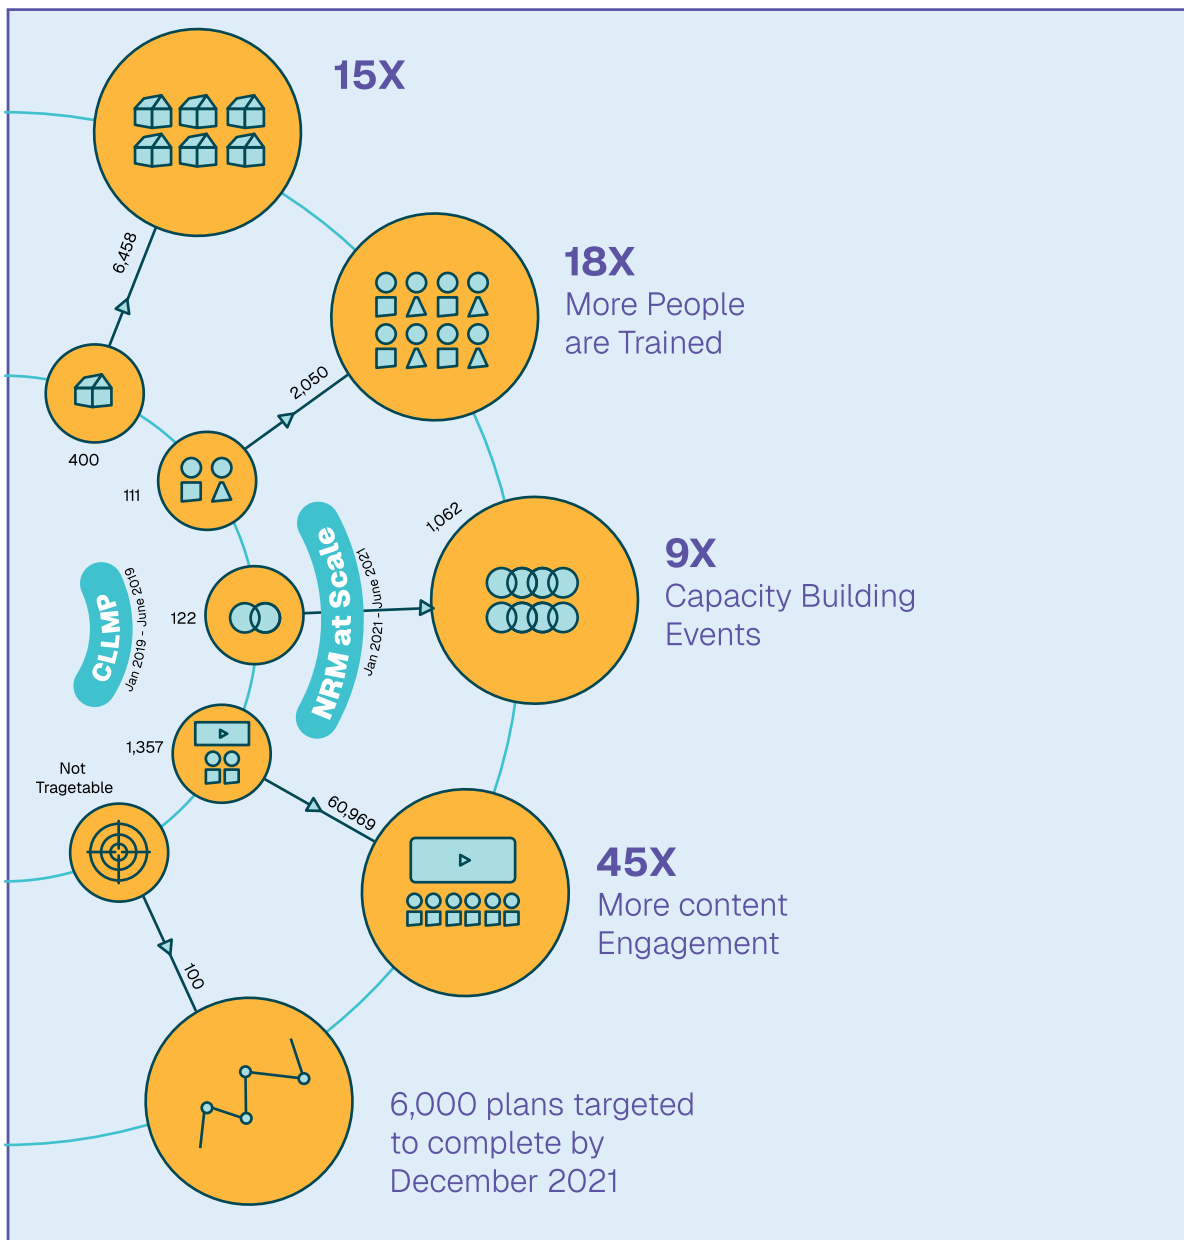 15X
6,458
18X
More People
are Trained
2,050
400
111
1,062
NRM at Scale
Jan 2021 - June 2021
9X
Capacity Building
Events
CLLMP
Jan 2019 - June 2019
122
1,357
Not
Tragetable
60,969
45X
More content
Engagement
100
6,000 plans targeted
to complete by
December 2021